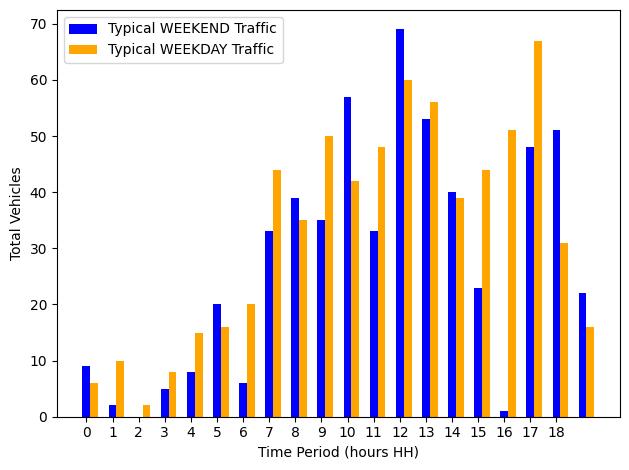 Typical WEEKEND Traffic
Typical WEEKDAY Traffic
70
60
50
40
30
20
10
0
Total Vehicles
0 1 2 3 4 5 6 7 8 9 10 11 12 13 14 15 16 17 18
Time Period (hours HH)